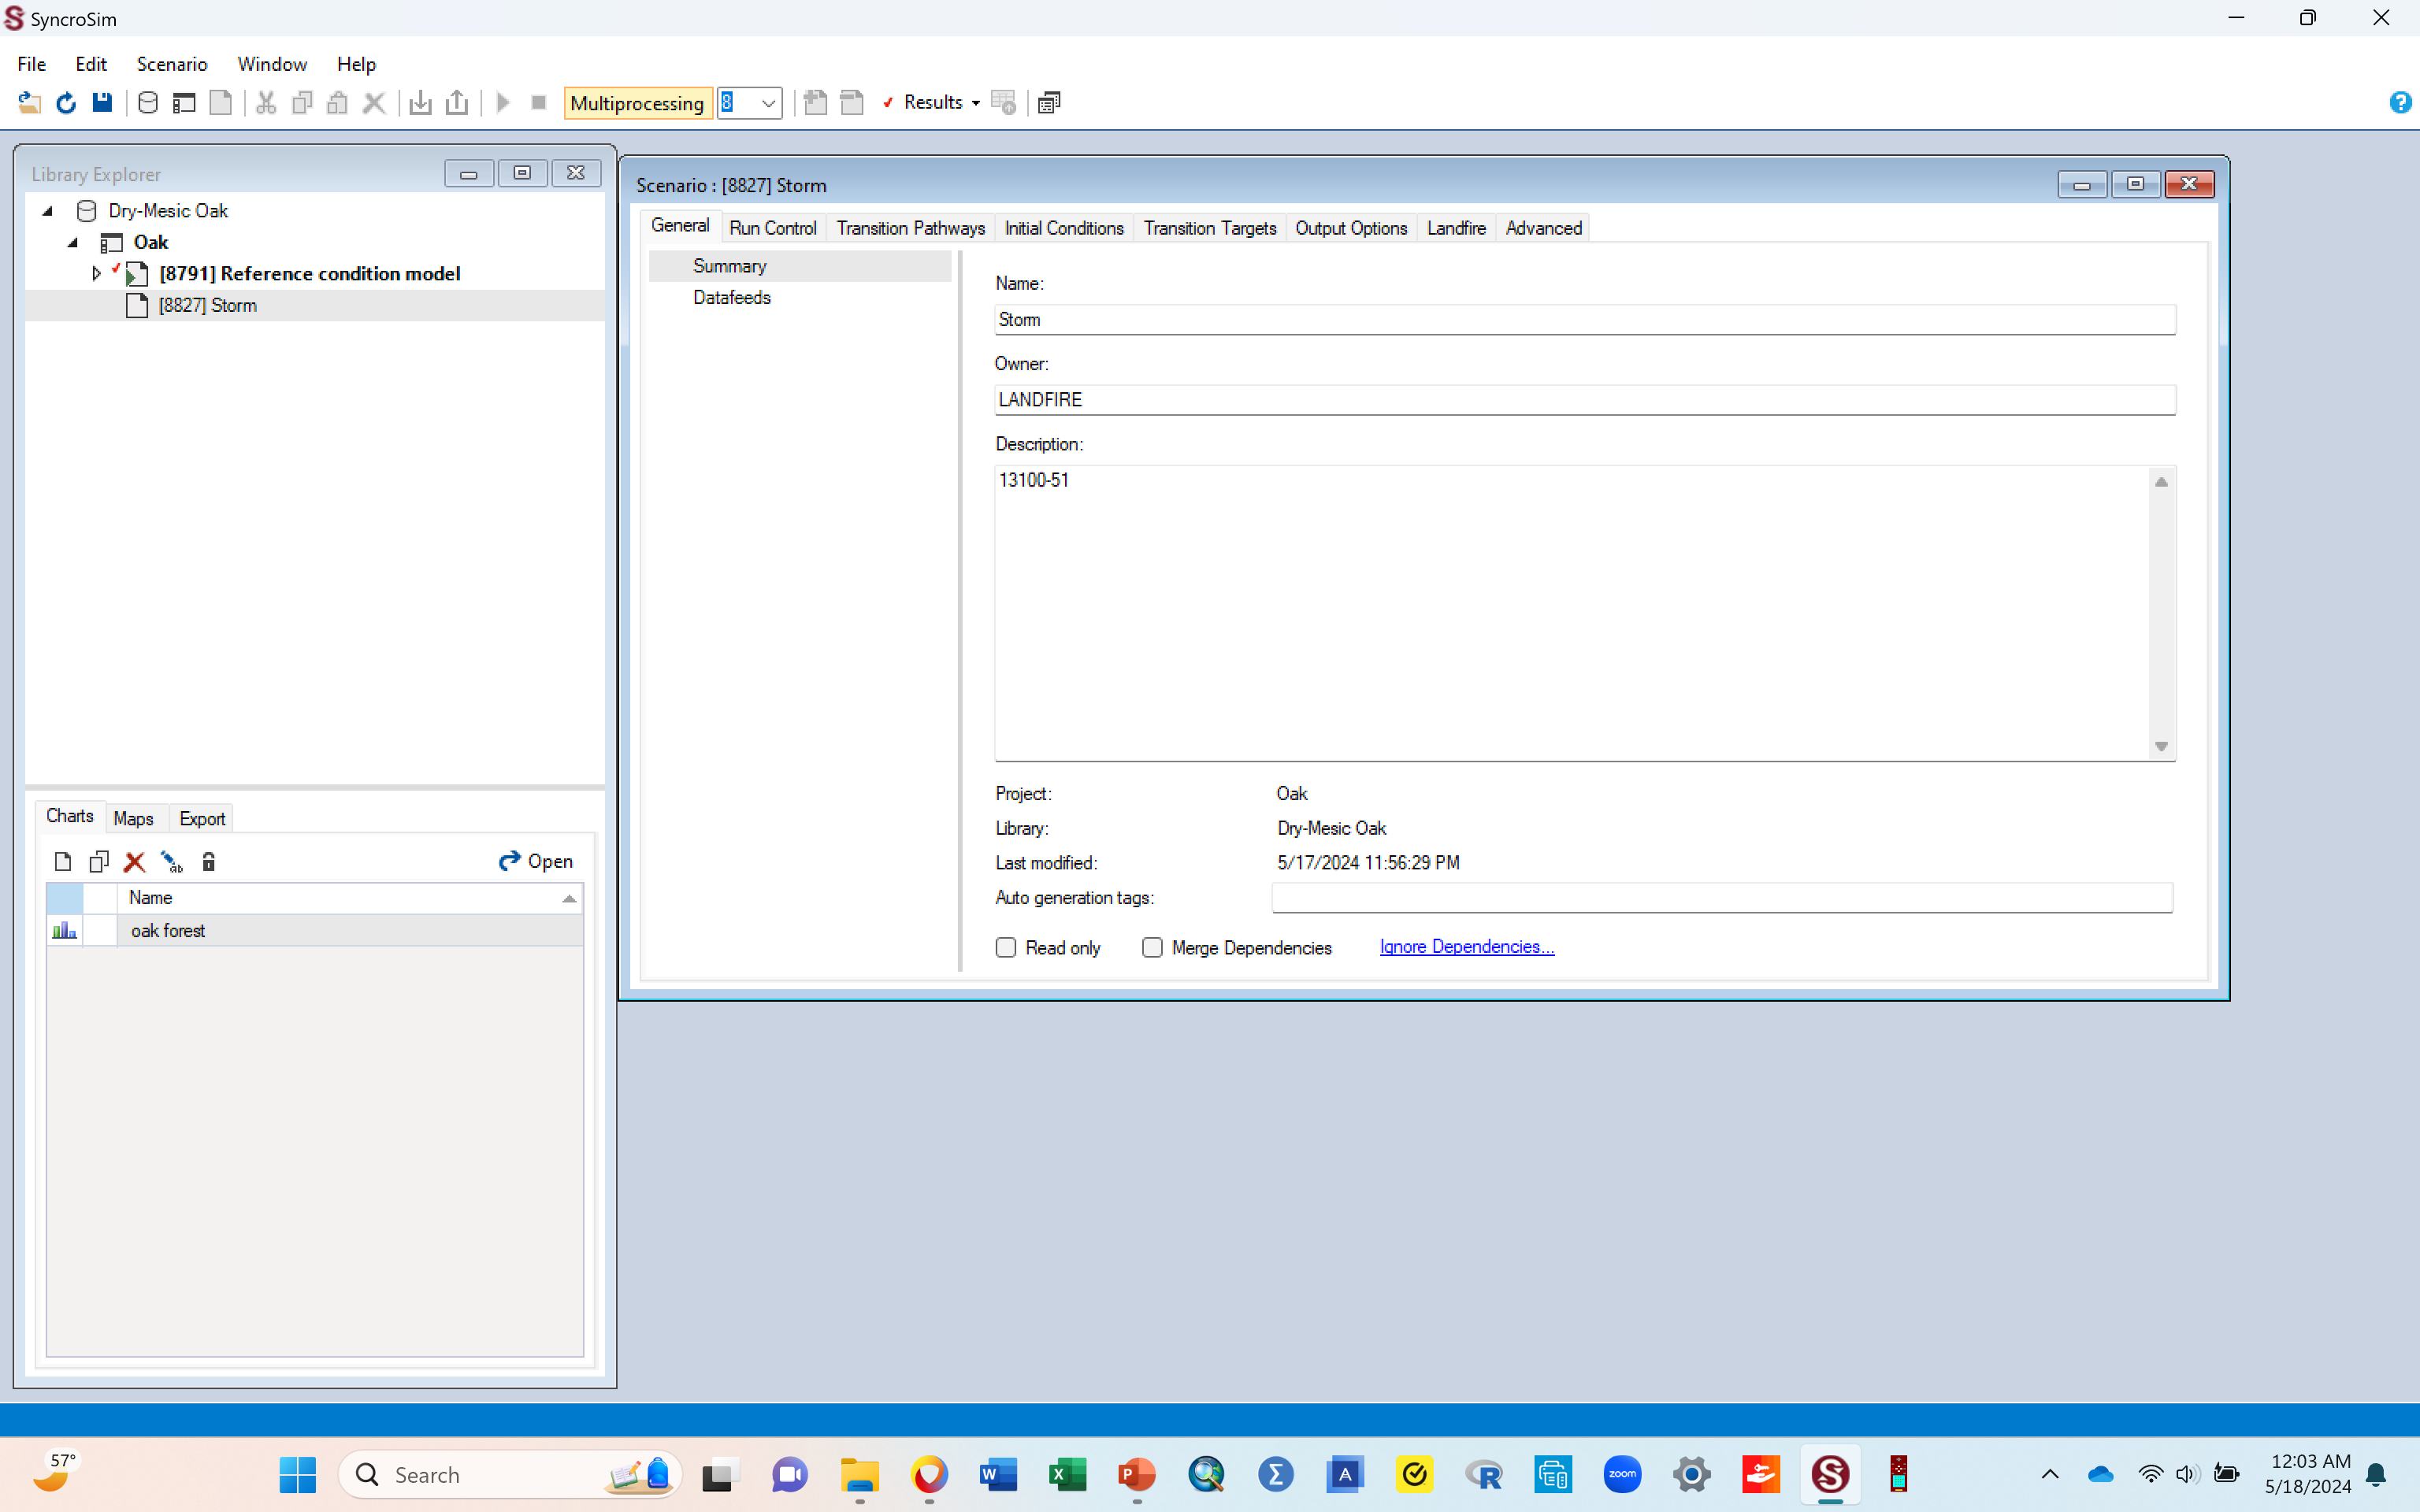 SyncroSim
File Edit Scenario Window Help
Multiprocessing 8 Results
Library Explorer
Dry-Mesic Oak
Oak
[8791] Reference condition model
[8827] Storm
Charts Maps Export
Open
Name
oak forest
Scenario : [8827] Storm
General Run Control Transition Pathways Initial Conditions Transition Targets Output Options Landfire Advanced
Summary
Datafeeds
Name:
Storm
Owner:
LANDFIRE
Description:
13100-51
Project: Oak
Library: Dry-Mesic Oak
Last modified: 5/17/2024 11:56:29 PM
Auto generation tags:
Read only Merge Dependencies Ignore Dependencies...
57°
Search
zoom
12:03 AM
5/18/2024